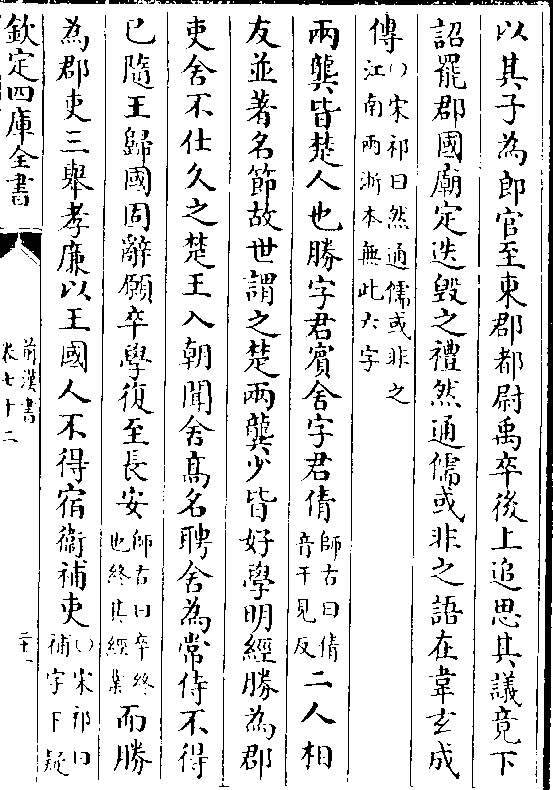 以其子為郎官至東郡都尉禹卒後上追思其議竟下
詔罷郡國廟定迭毀之禮然通儒或非之語在韋玄成
傳〇宋祁曰然通儒或非之
江南兩浙本無此六字
兩龔皆楚人也勝字君賓舍字君倩師古曰倩
音千見反二人相
友並著名節故世謂之楚兩龔少皆好學明經勝為郡
吏舍不仕久之楚王入朝聞舍高名聘舍為常侍不得
已隨王歸國固辭願卒學復至長安師古曰卒終
也終其經業而勝
為郡吏三舉孝廉以王國人不得宿衛補吏〇宋祁曰
補字下疑
欽定四庫全書
前漢書
卷七十二
二十一